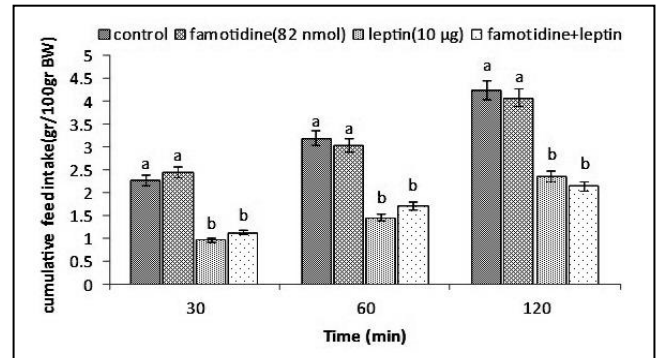 control famotidine(82 nmol) leptin(10 µg) famotidine+leptin
cumulative feed intake(gr/100gr BW)
5
4.5
4
3.5
3
2.5
2
1.5
1
0.5
0
a a b b
a a b b
a a b b
30 60 120
Time (min)